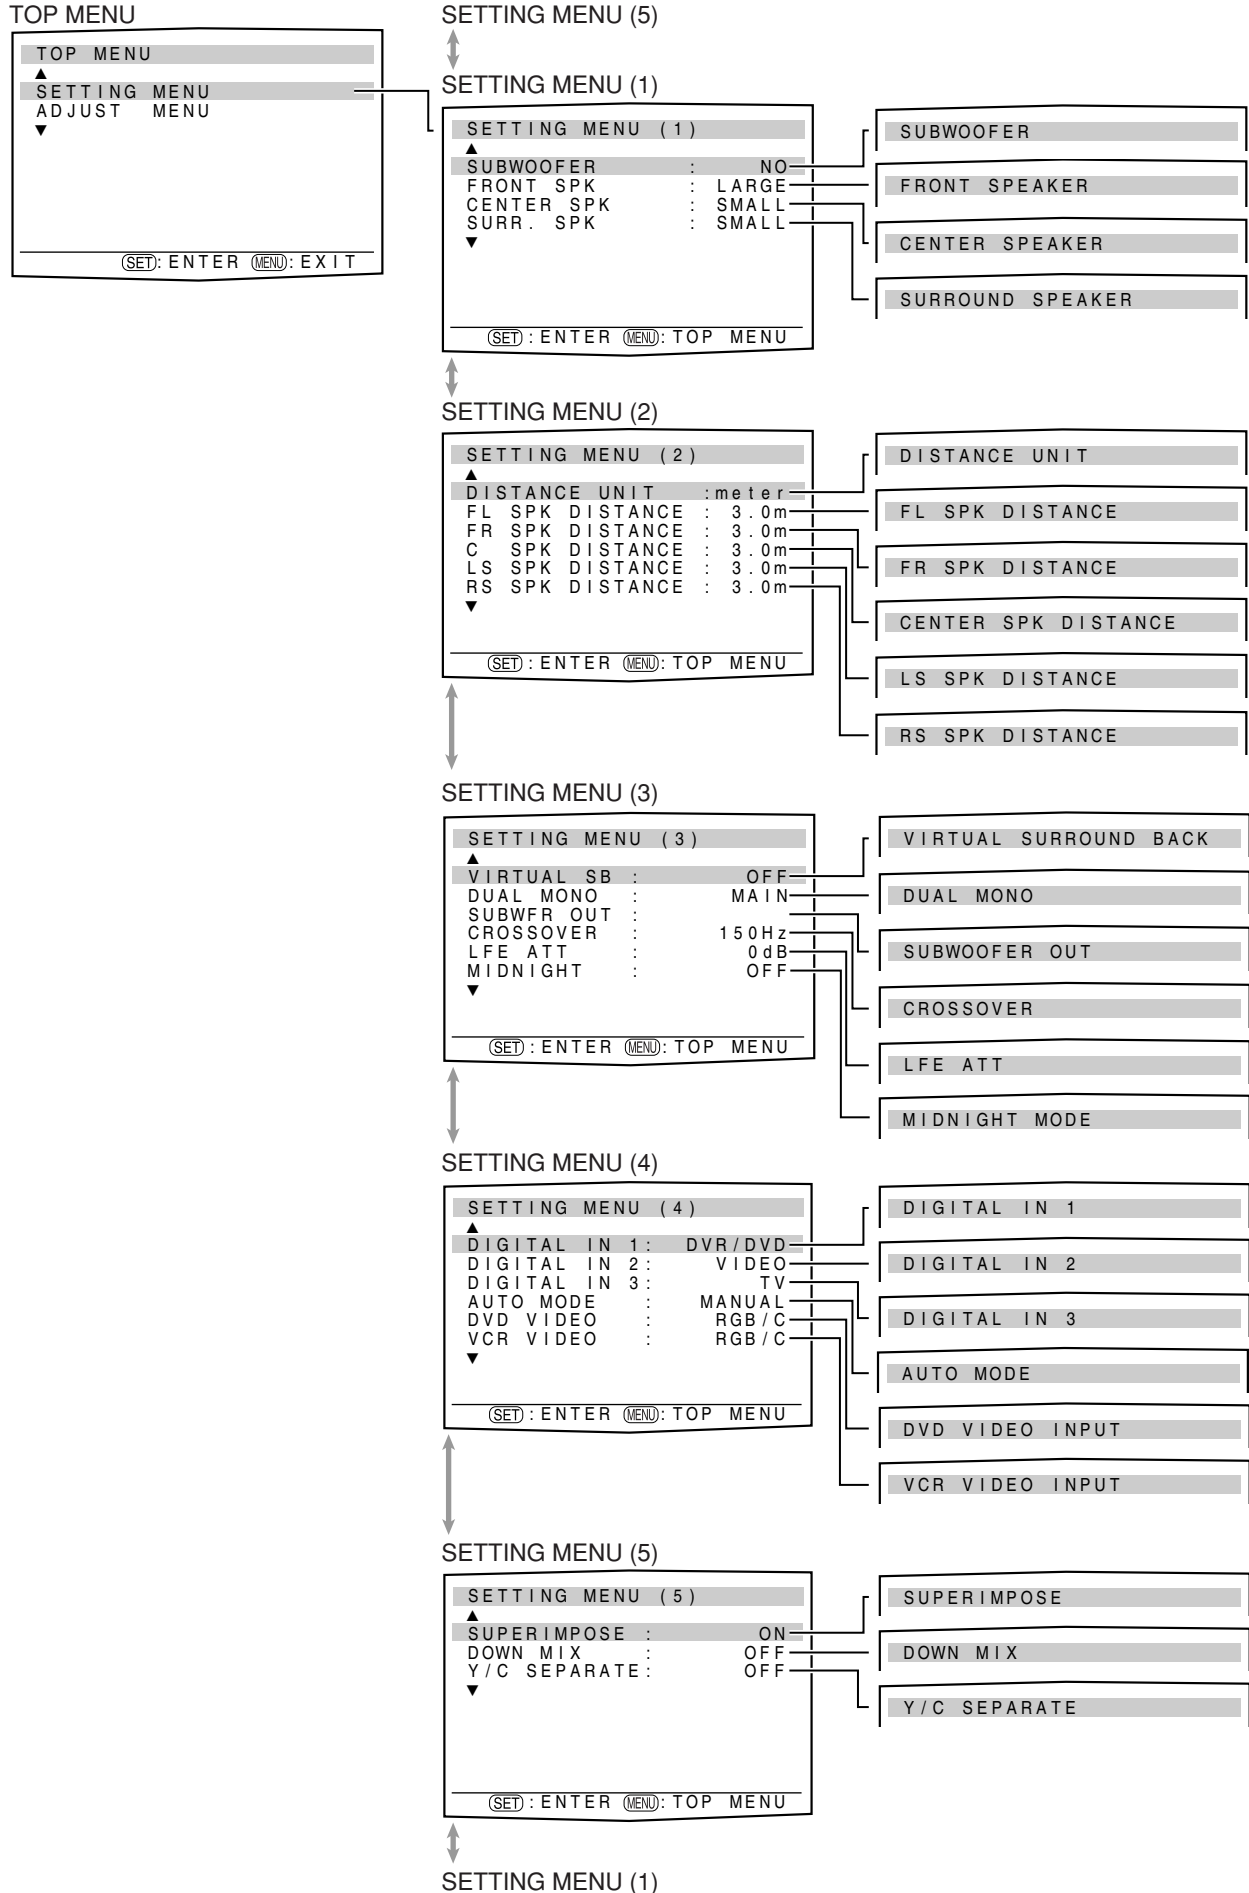 TOP MENU
TOP MENU
▲
SETTING MENU
ADJUST MENU
▼
SET: ENTER MENU: EXIT
SETTING MENU (5)
SETTING MENU (1)
SETTING MENU (1)
▲
SUBWOOFER : NO
FRONT SPK : LARGE
CENTER SPK : SMALL
SURR. SPK : SMALL
▼
SET : ENTER MENU: TOP MENU
SUBWOOFER
FRONT SPEAKER
CENTER SPEAKER
SURROUND SPEAKER
SETTING MENU (2)
SETTING MENU (2)
▲
DISTANCE UNIT :meter
FL SPK DISTANCE : 3.0m
FR SPK DISTANCE : 3.0m
C SPK DISTANCE : 3.0m
LS SPK DISTANCE : 3.0m
RS SPK DISTANCE : 3.0m
▼
SET : ENTER MENU: TOP MENU
DISTANCE UNIT
FL SPK DISTANCE
FR SPK DISTANCE
CENTER SPK DISTANCE
LS SPK DISTANCE
RS SPK DISTANCE
SETTING MENU (3)
SETTING MENU (3)
▲
VIRTUAL SB : OFF
DUAL MONO : MAIN
SUBWFR OUT :
CROSSOVER : 150Hz
LFE ATT : 0dB
MIDNIGHT : OFF
▼
SET : ENTER MENU: TOP MENU
VIRTUAL SURROUND BACK
DUAL MONO
SUBWOOFER OUT
CROSSOVER
LFE ATT
MIDNIGHT MODE
SETTING MENU (4)
SETTING MENU (4)
▲
DIGITAL IN 1: DVR/DVD
DIGITAL IN 2: VIDEO
DIGITAL IN 3: TV
AUTO MODE : MANUAL
DVD VIDEO : RGB/C
VCR VIDEO : RGB/C
▼
SET : ENTER MENU: TOP MENU
DIGITAL IN 1
DIGITAL IN 2
DIGITAL IN 3
AUTO MODE
DVD VIDEO INPUT
VCR VIDEO INPUT
SETTING MENU (5)
SETTING MENU (5)
▲
SUPERIMPOSE : ON
DOWN MIX : OFF
Y/C SEPARATE: OFF
▼
SET : ENTER MENU: TOP MENU
SUPERIMPOSE
DOWN MIX
Y/C SEPARATE
SETTING MENU (1)